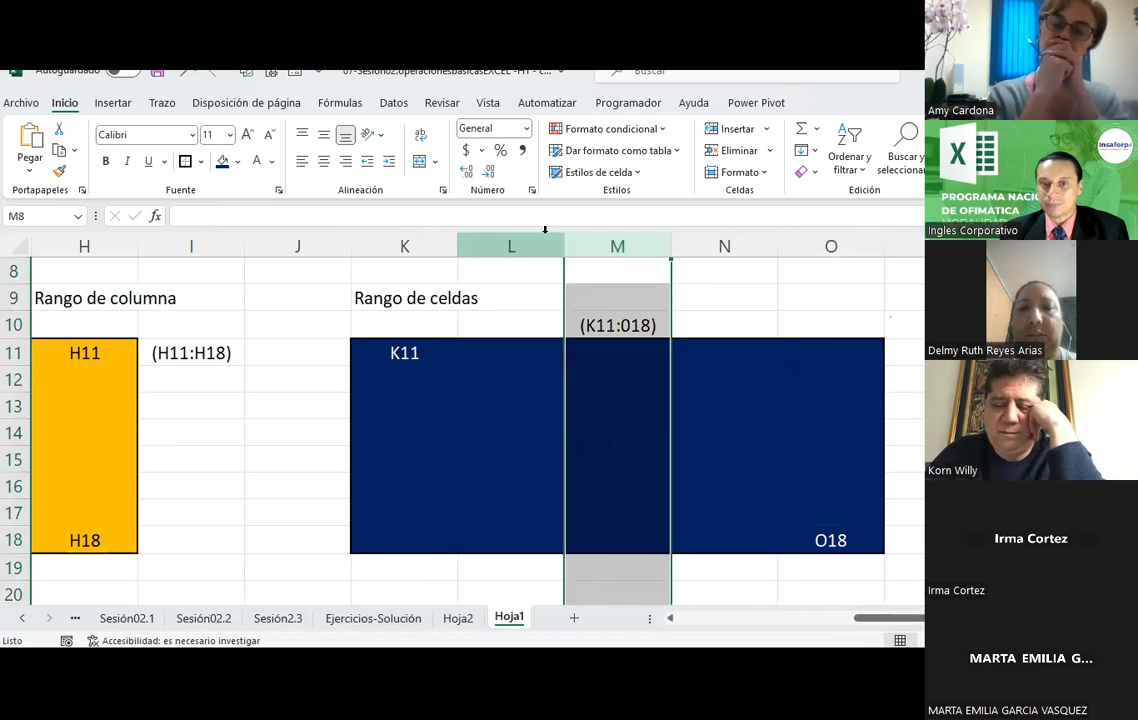 Autoguardado
07-Sesion02.operacionesbasicasEXCEL -H1 - c...
Buscar
Archivo Inicio Insertar Trazo Disposición de página Fórmulas Datos Revisar Vista Automatizar Programador Ayuda Power Pivot
Pegar
Portapapeles
Calibri 11
N K S
Fuente
Alineación
General
$ %
Número
Formato condicional
Dar formato como tabla
Estilos de celda
Estilos
Insertar
Eliminar
Formato
Celdas
Ordenar y
filtrar
Buscar y
selecciona
Edición
M8 fx
H I J K L M N O
8
9 Rango de columna Rango de celdas
10 (K11:018)
11 H11 (H11:H18) K11
12
13
14
15
16
17
18 H18 O18
19
20
... Sesión02.1 Sesión02.2 Sesión2.3 Ejercicios-Solución Hoja2 Hoja1
Listo Accesibilidad: es necesario investigar
Amy Cardona
Insaforp
PROGRAMA NACI
DE OFIMATICA
Ingles Corporativo
Delmy Ruth Reyes Arias
Korn Willy
Irma Cortez
Irma Cortez
MARTA EMILIA G...
MARTA EMILIA GARCIA VASQUEZ